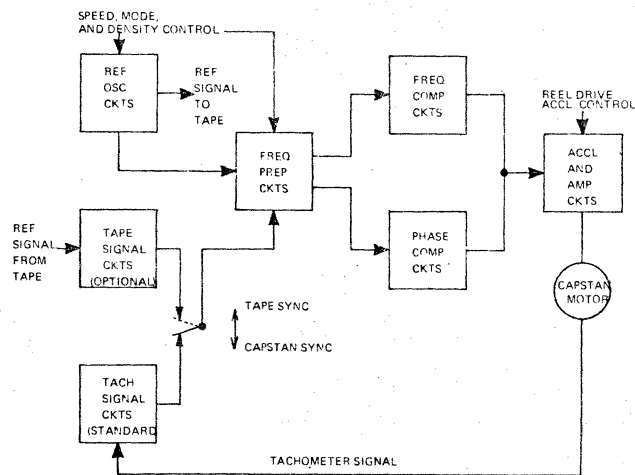 SPEED, MODE,
AND DENSITY CONTROL
REF
OSC
CKTS
REF
SIGNAL
TO
TAPE
FREQ
COMP
CKTS
REEL DRIVE
ACCL CONTROL
FREQ
PREP
CKTS
ACCL
AND
AMP
CKTS
REF
SIGNAL
FROM
TAPE
TAPE
SIGNAL
CKTS
(OPTIONAL)
PHASE
COMP
CKTS
CAPSTAN
MOTOR
TAPE SYNC
CAPSTAN SYNC
TACH
SIGNAL
CKTS
(STANDARD)
TACHOMETER SIGNAL